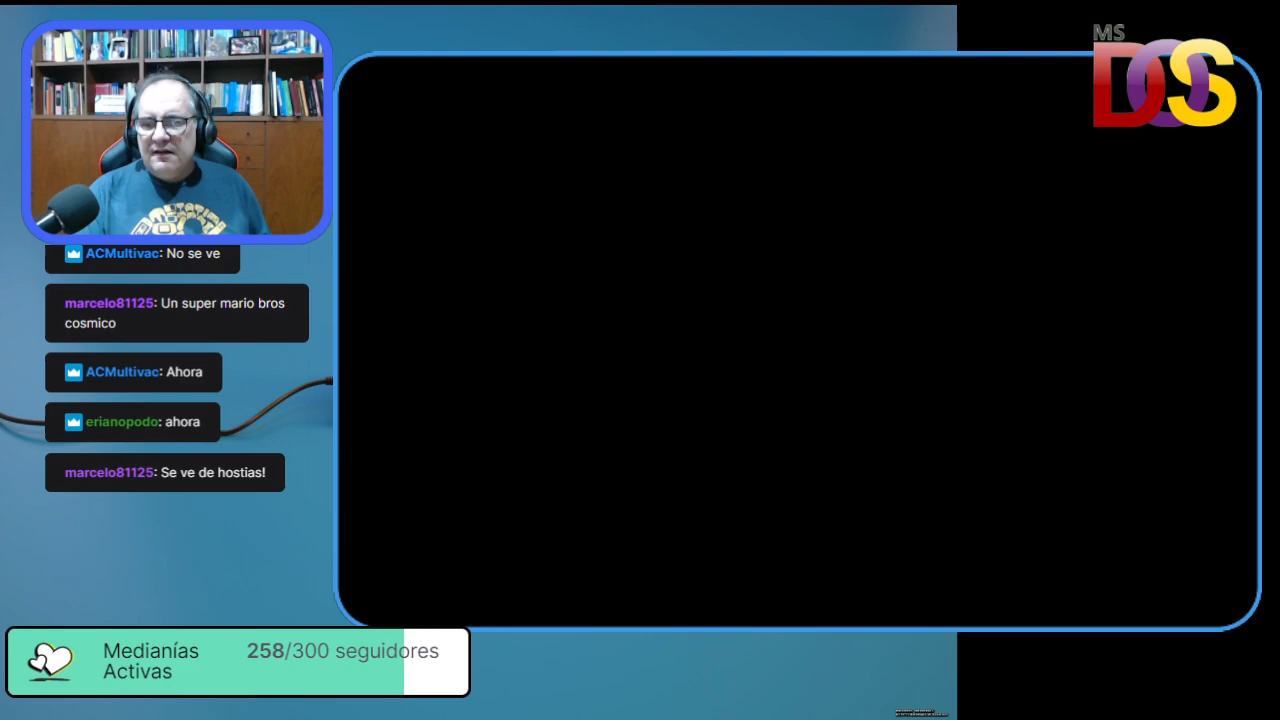 MS
DOS
ACMultivac: No se ve
marcelo81125: Un super mario bros
cosmico
ACMultivac: Ahora
erianopodo: ahora
marcelo81125: Se ve de hostias!
Medianías
Activas
258/300 seguidores